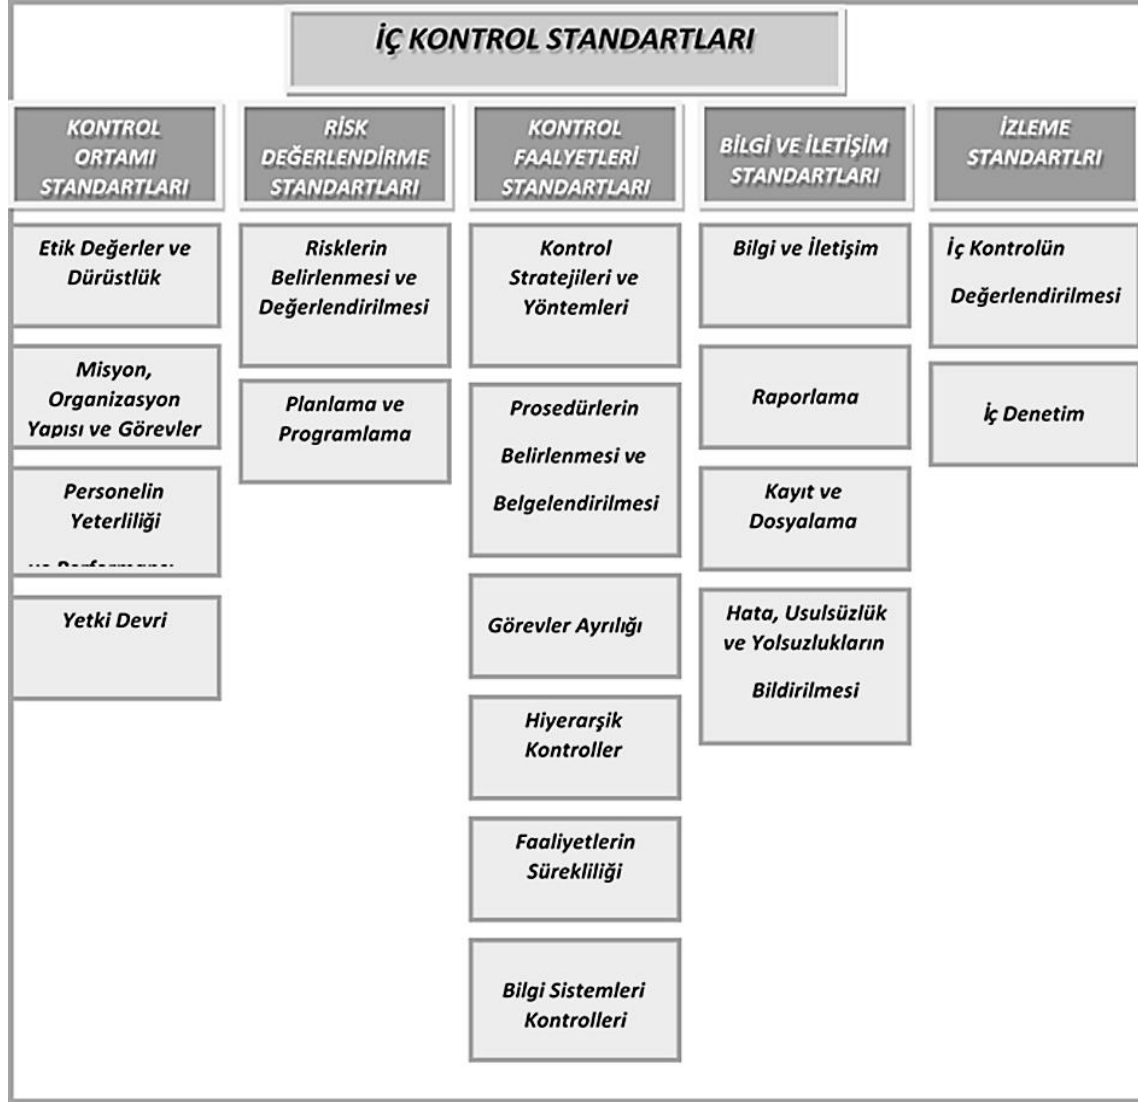 İÇ KONTROL STANDARTLARI
KONTROL
ORTAMI
STANDARTLARI
Etik Değerler ve
Dürüstlük
Misyon,
Organizasyon
Yapısı ve Görevler
Personelin
Yeterliliği
Yetki Devri
RİSK
DEĞERLENDİRME
STANDARTLARI
Risklerin
Belirlenmesi ve
Değerlendirilmesi
Planlama ve
Programlama
KONTROL
FAALYETLERİ
STANDARTLARI
Kontrol
Stratejileri ve
Yöntemleri
Prosedürlerin
Belirlenmesi ve
Belgelendirilmesi
Görevler Ayrılığı
Hiyerarşik
Kontroller
Faaliyetlerin
Sürekliliği
Bilgi Sistemleri
Kontrolleri
BİLGİ VE İLETİŞİM
STANDARTLARI
Bilgi ve İletişim
Raporlama
Kayıt ve
Dosyalama
Hata, Usulsüzlük
ve Yolsuzlukların
Bildirilmesi
İZLEME
STANDARTLRI
İç Kontrolün
Değerlendirilmesi
İç Denetim